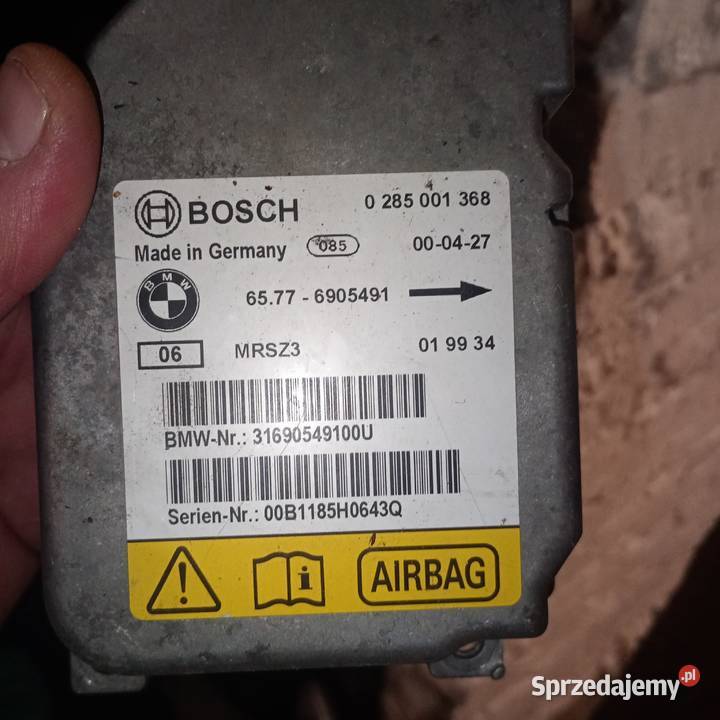 BOSCH 0 285 001 368
Made in Germany 085 00-04-27
BMW 65.77 - 6905491
06 MRSZ3 01 99 34
BMW-Nr.: 31690549100U
Serien-Nr.: 00B1185H0643Q
! i AIRBAG
Sprzedajemy.pl